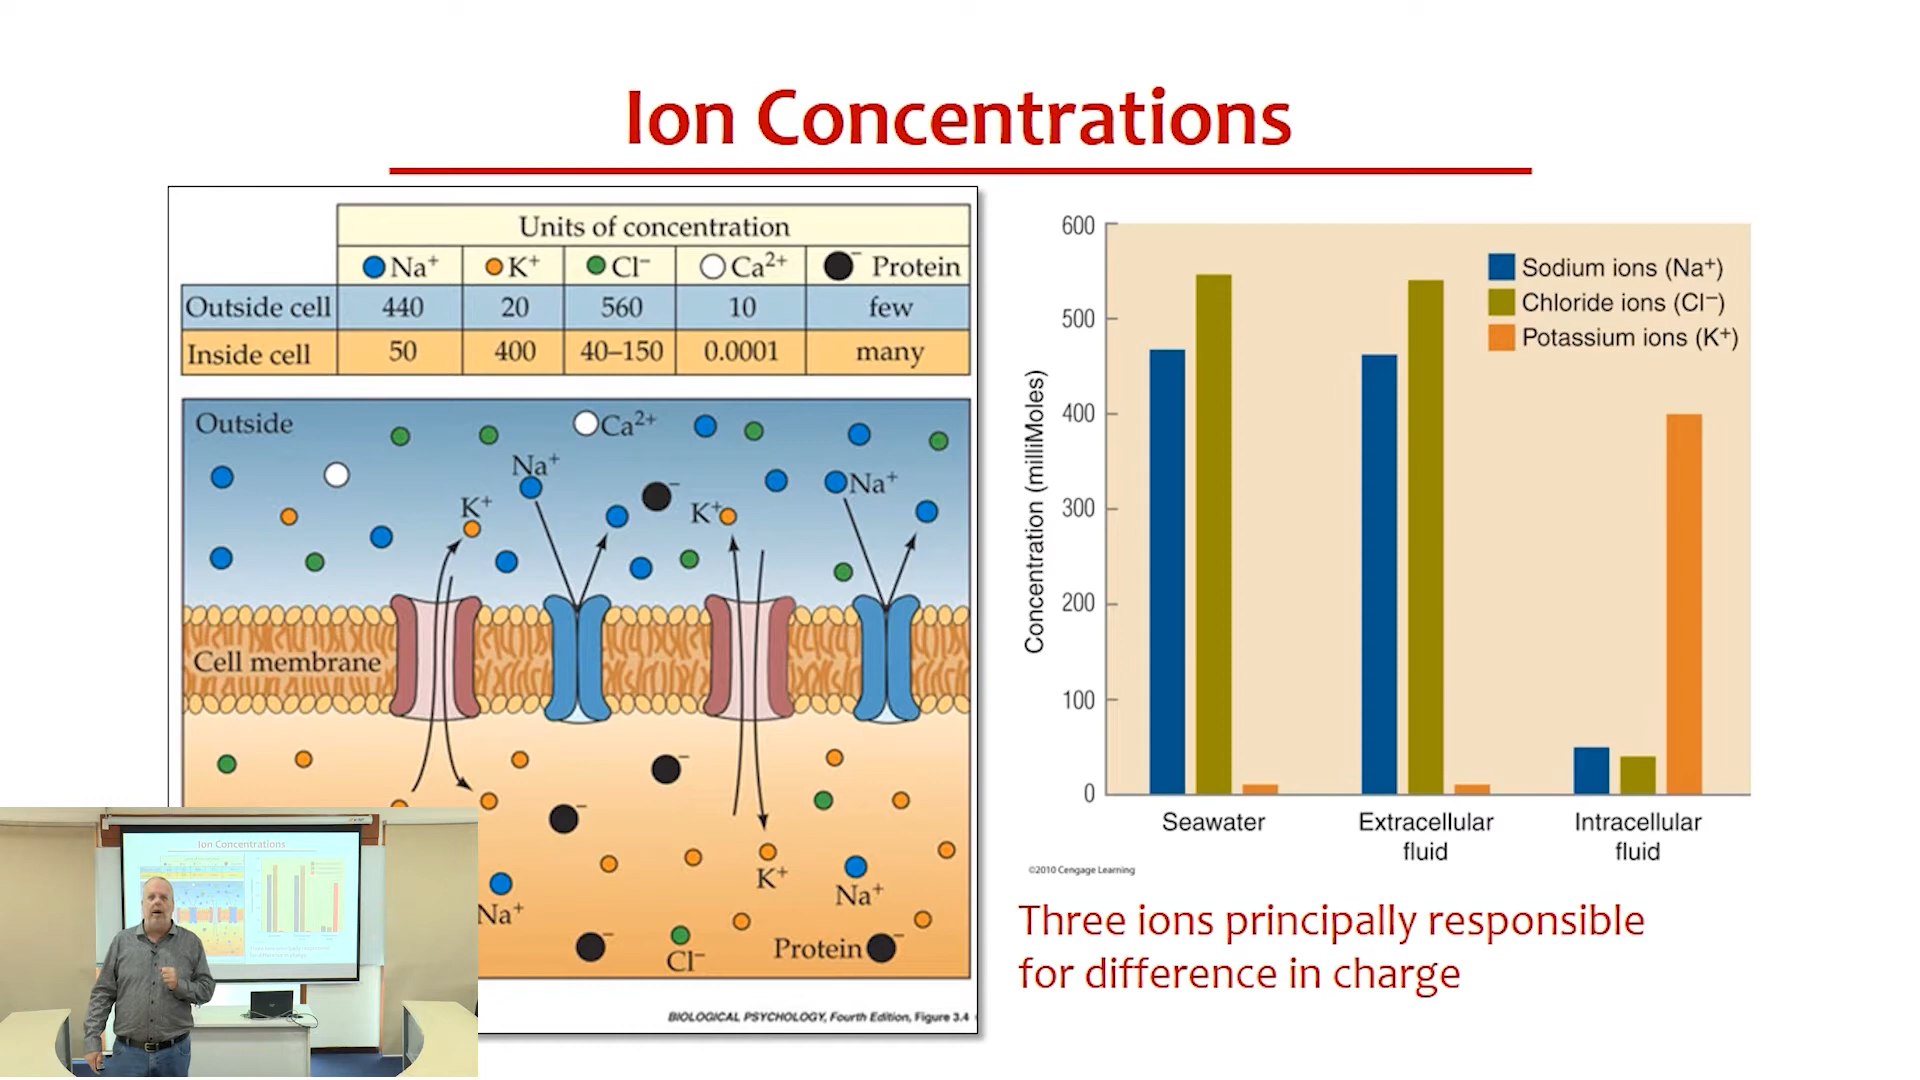 Ion Concentrations
Units of concentration
Na⁺ K⁺ Cl⁻ Ca²⁺ Protein
Outside cell 440 20 560 10 few
Inside cell 50 400 40–150 0.0001 many
Outside
Ca²⁺
Na⁺
K⁺
K⁺
Na⁺
Cell membrane
K⁺
Na⁺
Na⁺
Cl⁻
Protein
BIOLOGICAL PSYCHOLOGY, Fourth Edition, Figure 3.4
600
500
400
300
200
100
0
Concentration (milliMoles)
Sodium ions (Na⁺)
Chloride ions (Cl⁻)
Potassium ions (K⁺)
Seawater
Extracellular
fluid
Intracellular
fluid
©2010 Cengage Learning
Three ions principally responsible
for difference in charge
Ion Concentrations